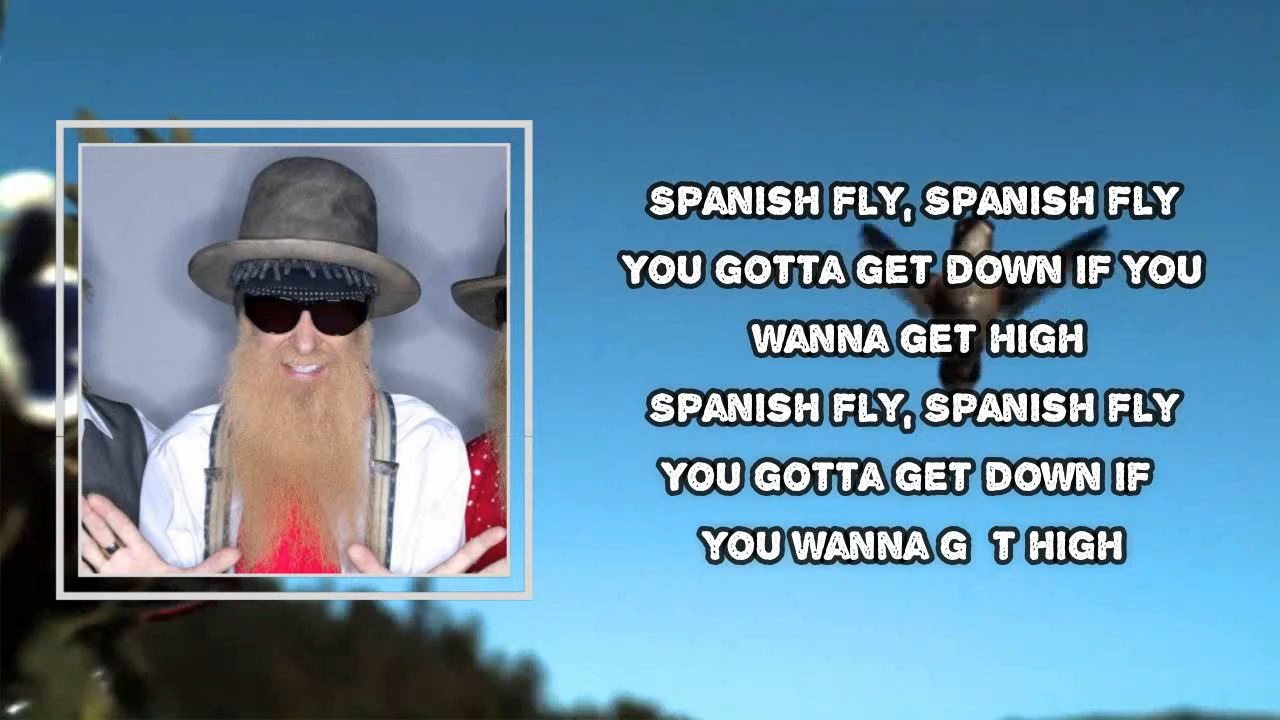 SPANISH FLY, SPANISH FLY
YOU GOTTA GET DOWN IF YOU
WANNA GET HIGH
SPANISH FLY, SPANISH FLY
YOU GOTTA GET DOWN IF
YOU WANNA G T HIGH